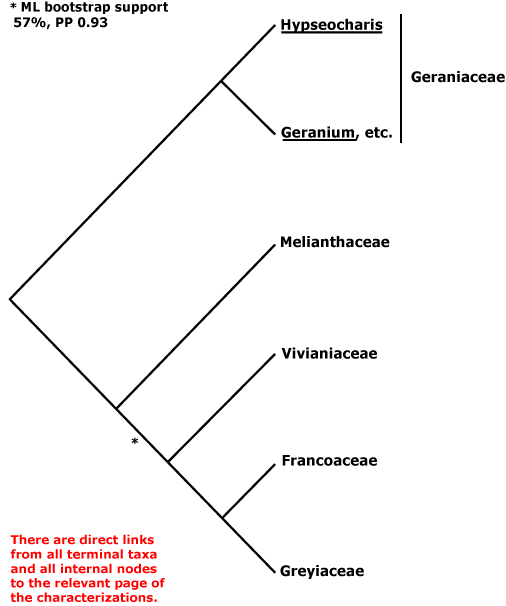 * ML bootstrap support
57%, PP 0.93
Hypseocharis
Geraniaceae
Geranium, etc.
Melianthaceae
Vivianiaceae
*
Francoaceae
Greyiaceae
There are direct links
from all terminal taxa
and all internal nodes
to the relevant page of
the characterizations.